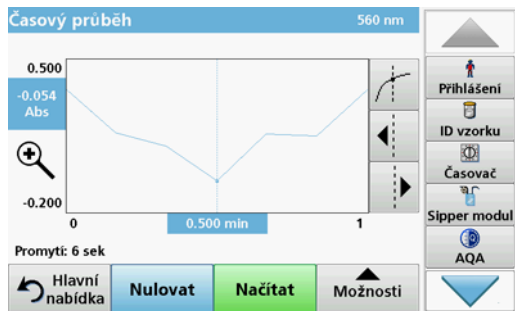 Časový průběh
560 nm
0.500
-0.054
Abs
-0.200
0
0.500 min
1
Promytí: 6 sek
Hlavní
nabídka
Nulovat
Načítat
Možnosti
Přihlášení
ID vzorku
Časovač
Sipper modul
AQA